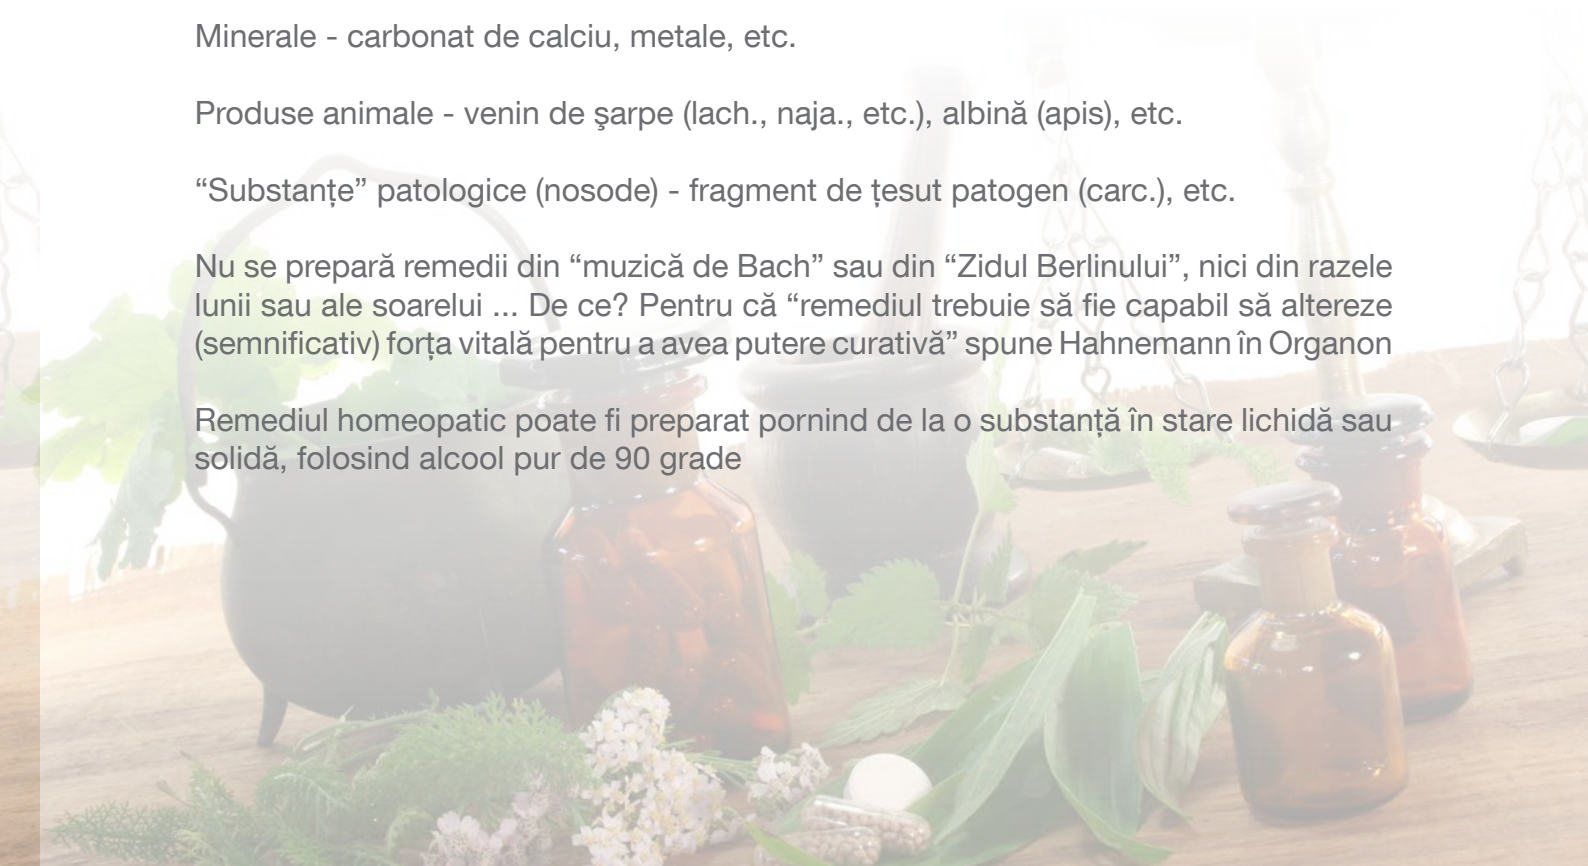 Minerale - carbonat de calciu, metale, etc.
Produse animale - venin de şarpe (lach., naja., etc.), albină (apis), etc.
“Substanțe” patologice (nosode) - fragment de țesut patogen (carc.), etc.
Nu se prepară remedii din “muzică de Bach” sau din “Zidul Berlinului”, nici din razele
lunii sau ale soarelui ... De ce? Pentru că “remediul trebuie să fie capabil să altereze
(semnificativ) forța vitală pentru a avea putere curativă” spune Hahnemann în Organon
Remediul homeopatic poate fi preparat pornind de la o substanță în stare lichidă sau
solidă, folosind alcool pur de 90 grade